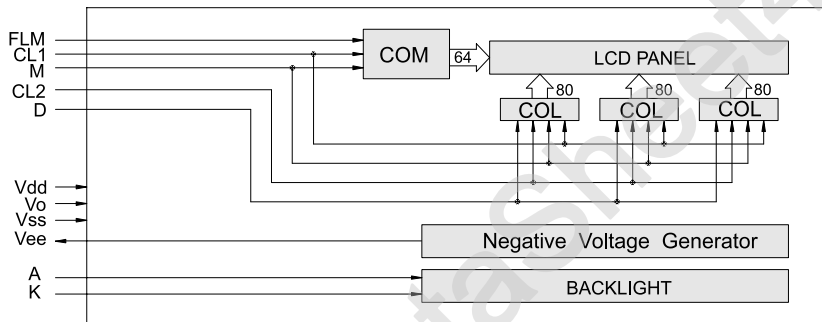 FLM
CL1
M
CL2
D
COM
64
LCD PANEL
80
80
80
COL
COL
COL
Vdd
Vo
Vss
Vee
Negative Voltage Generator
A
K
BACKLIGHT